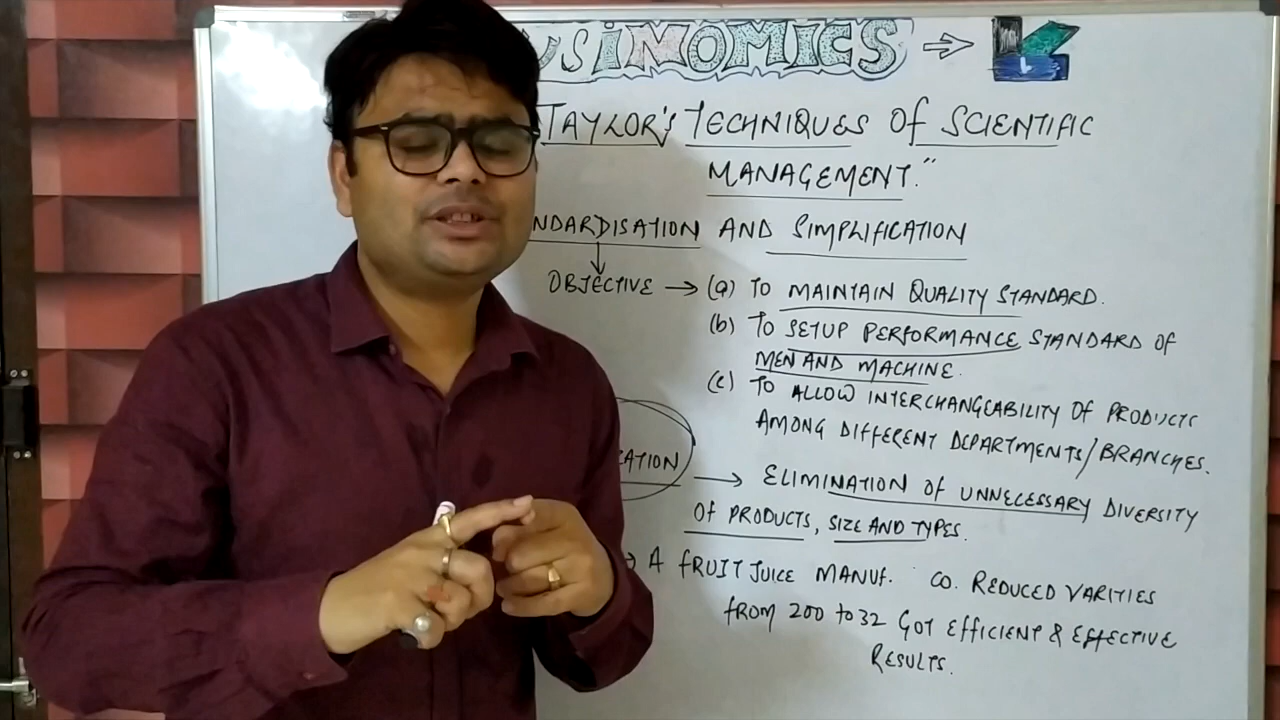 USiNOMiCS →
TAYLOR'S TECHNIQUES OF SCIENTIFIC
MANAGEMENT."
NDARDISATION AND SIMPLIFICATION
OBJECTIVE → (a) TO MAINTAIN QUALITY STANDARD.
(b) TO SETUP PERFORMANCE STANDARD OF
MEN AND MACHINE.
(c) TO ALLOW INTERCHANGEABILITY OF PRODUCTS
AMONG DIFFERENT DEPARTMENTS/BRANCHES.
CATION → ELIMINATION OF UNNECESSARY DIVERSITY
OF PRODUCTS, SIZE AND TYPES.
→ A FRUIT JUICE MANUF. CO. REDUCED VARITIES
FROM 200 TO 32 GOT EFFICIENT & EFFECTIVE
RESULTS.